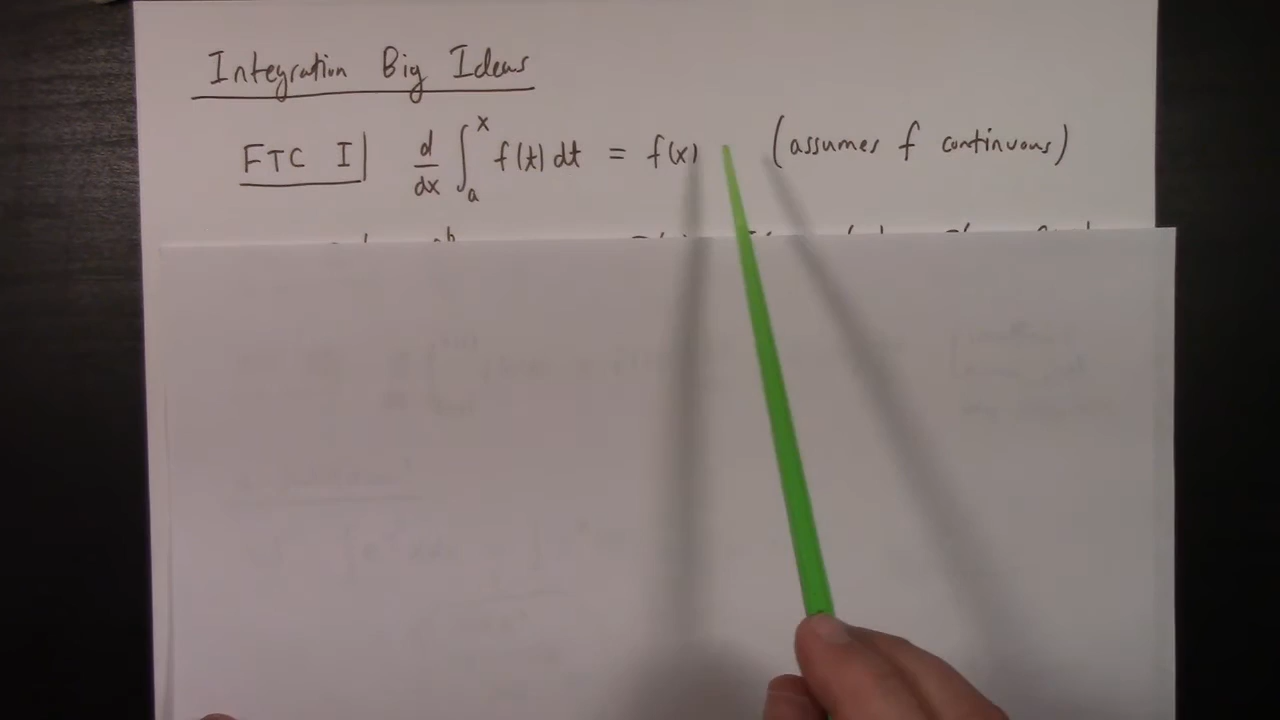 Integration Big Ideas
FTC I d/dx ∫_a^x f(t) dt = f(x) (assumes f continuous)